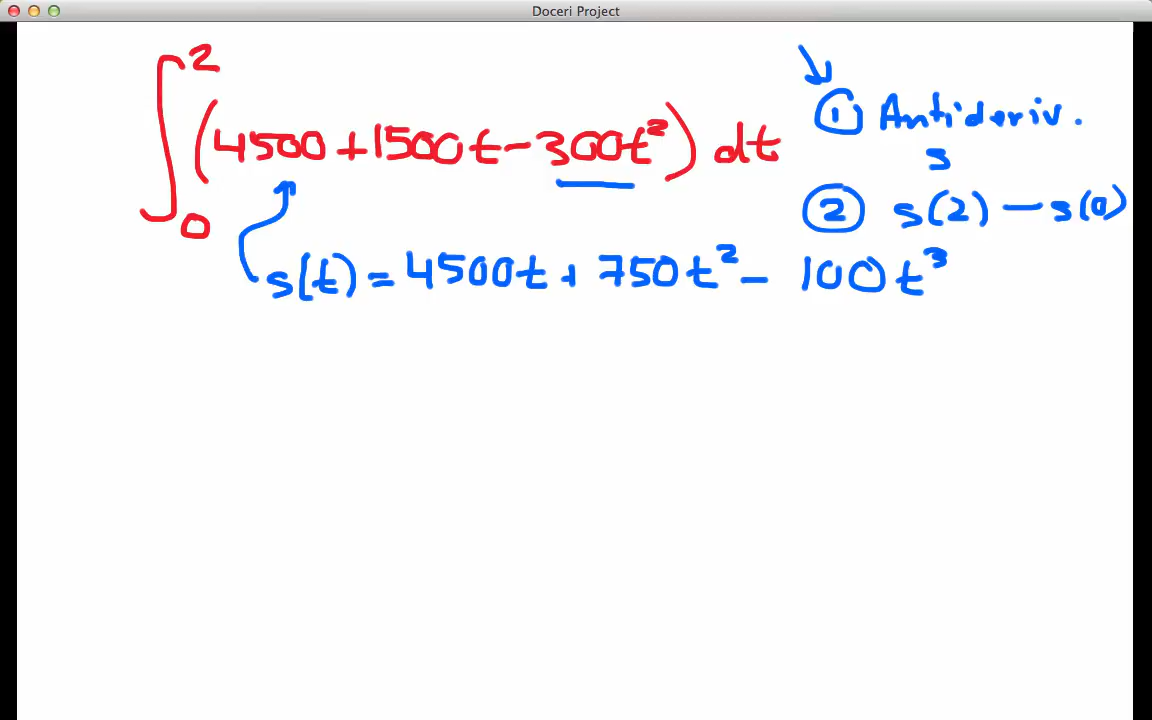 Doceri Project
∫₀² (4500+1500t−300t²) dt
① Antideriv.
s
② s(2) − s(0)
s(t) = 4500t + 750t² − 100t³